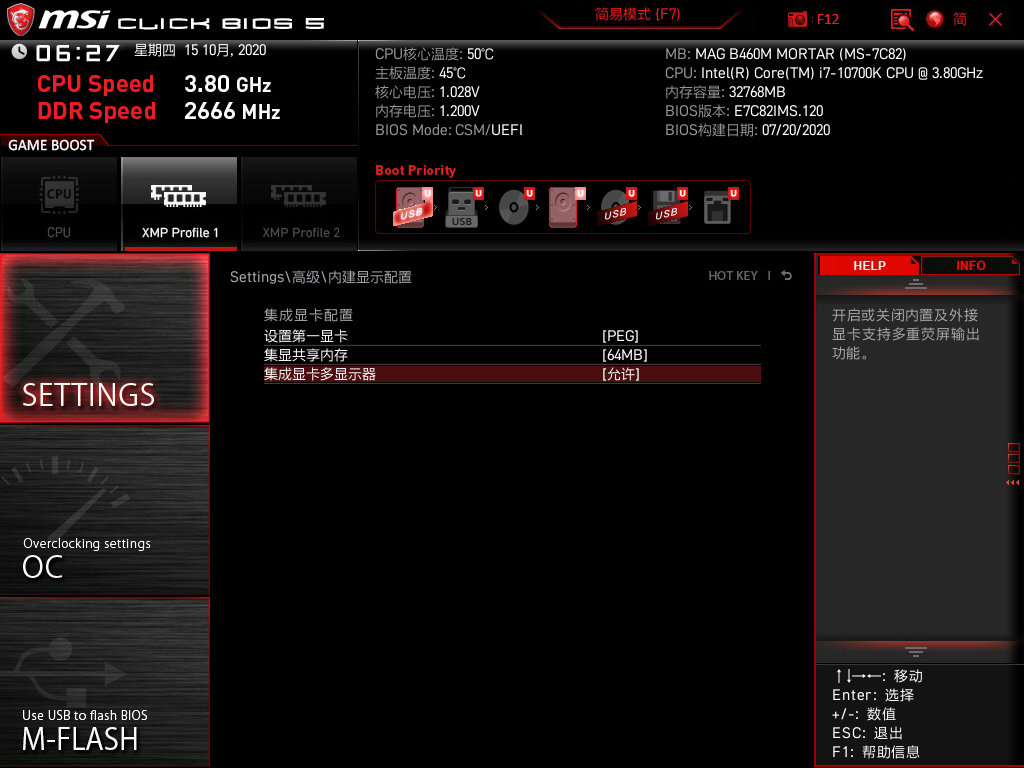 msi CLICK BIOS 5
简易模式 (F7)
F12
简
06:27 星期四 15 10月, 2020
CPU Speed 3.80 GHz
DDR Speed 2666 MHz
CPU核心温度: 50℃
主板温度: 45℃
核心电压: 1.028V
内存电压: 1.200V
BIOS Mode: CSM/UEFI
MB: MAG B460M MORTAR (MS-7C82)
CPU: Intel(R) Core(TM) i7-10700K CPU @ 3.80GHz
内存容量: 32768MB
BIOS版本: E7C82IMS.120
BIOS构建日期: 07/20/2020
GAME BOOST
CPU
CPU
XMP Profile 1
XMP Profile 2
Boot Priority
U U U U U U U
USB USB USB USB
SETTINGS
Overclocking settings
OC
Use USB to flash BIOS
M-FLASH
Settings\高级\内建显示配置
HOT KEY |
集成显卡配置
设置第一显卡 [PEG]
集显共享内存 [64MB]
集成显卡多显示器 [允许]
HELP INFO
开启或关闭内置及外接
显卡支持多重荧屏输出
功能。
↑↓→←: 移动
Enter: 选择
+/-: 数值
ESC: 退出
F1: 帮助信息